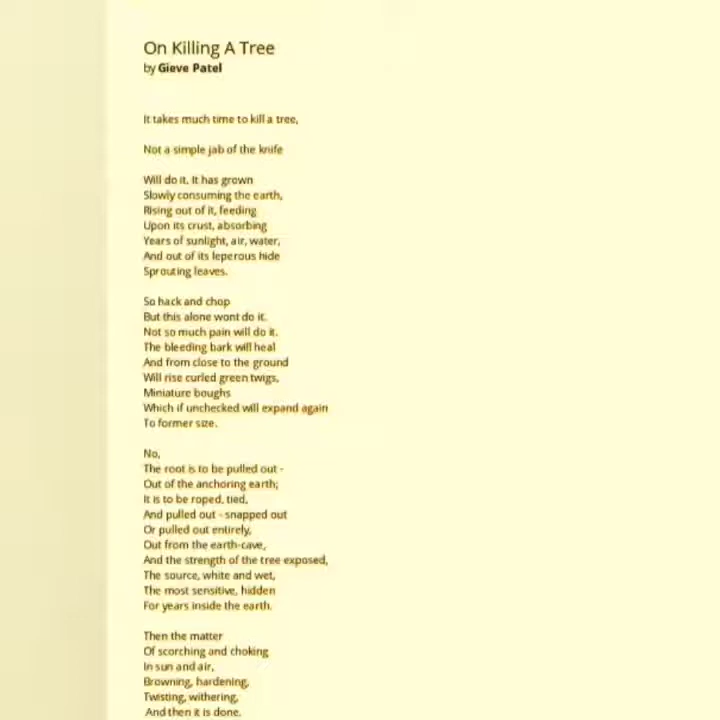 On Killing A Tree
by Gieve Patel
It takes much time to kill a tree,
Not a simple jab of the knife
Will do it. It has grown
Slowly consuming the earth,
Rising out of it, feeding
Upon its crust, absorbing
Years of sunlight, air, water,
And out of its leperous hide
Sprouting leaves.
So hack and chop
But this alone wont do it.
Not so much pain will do it.
The bleeding bark will heal
And from close to the ground
Will rise curled green twigs,
Miniature boughs
Which if unchecked will expand again
To former size.
No,
The root is to be pulled out -
Out of the anchoring earth;
It is to be roped, tied,
And pulled out - snapped out
Or pulled out entirely,
Out from the earth-cave,
And the strength of the tree exposed,
The source, white and wet,
The most sensitive, hidden
For years inside the earth.
Then the matter
Of scorching and choking
In sun and air,
Browning, hardening,
Twisting, withering,
And then it is done.